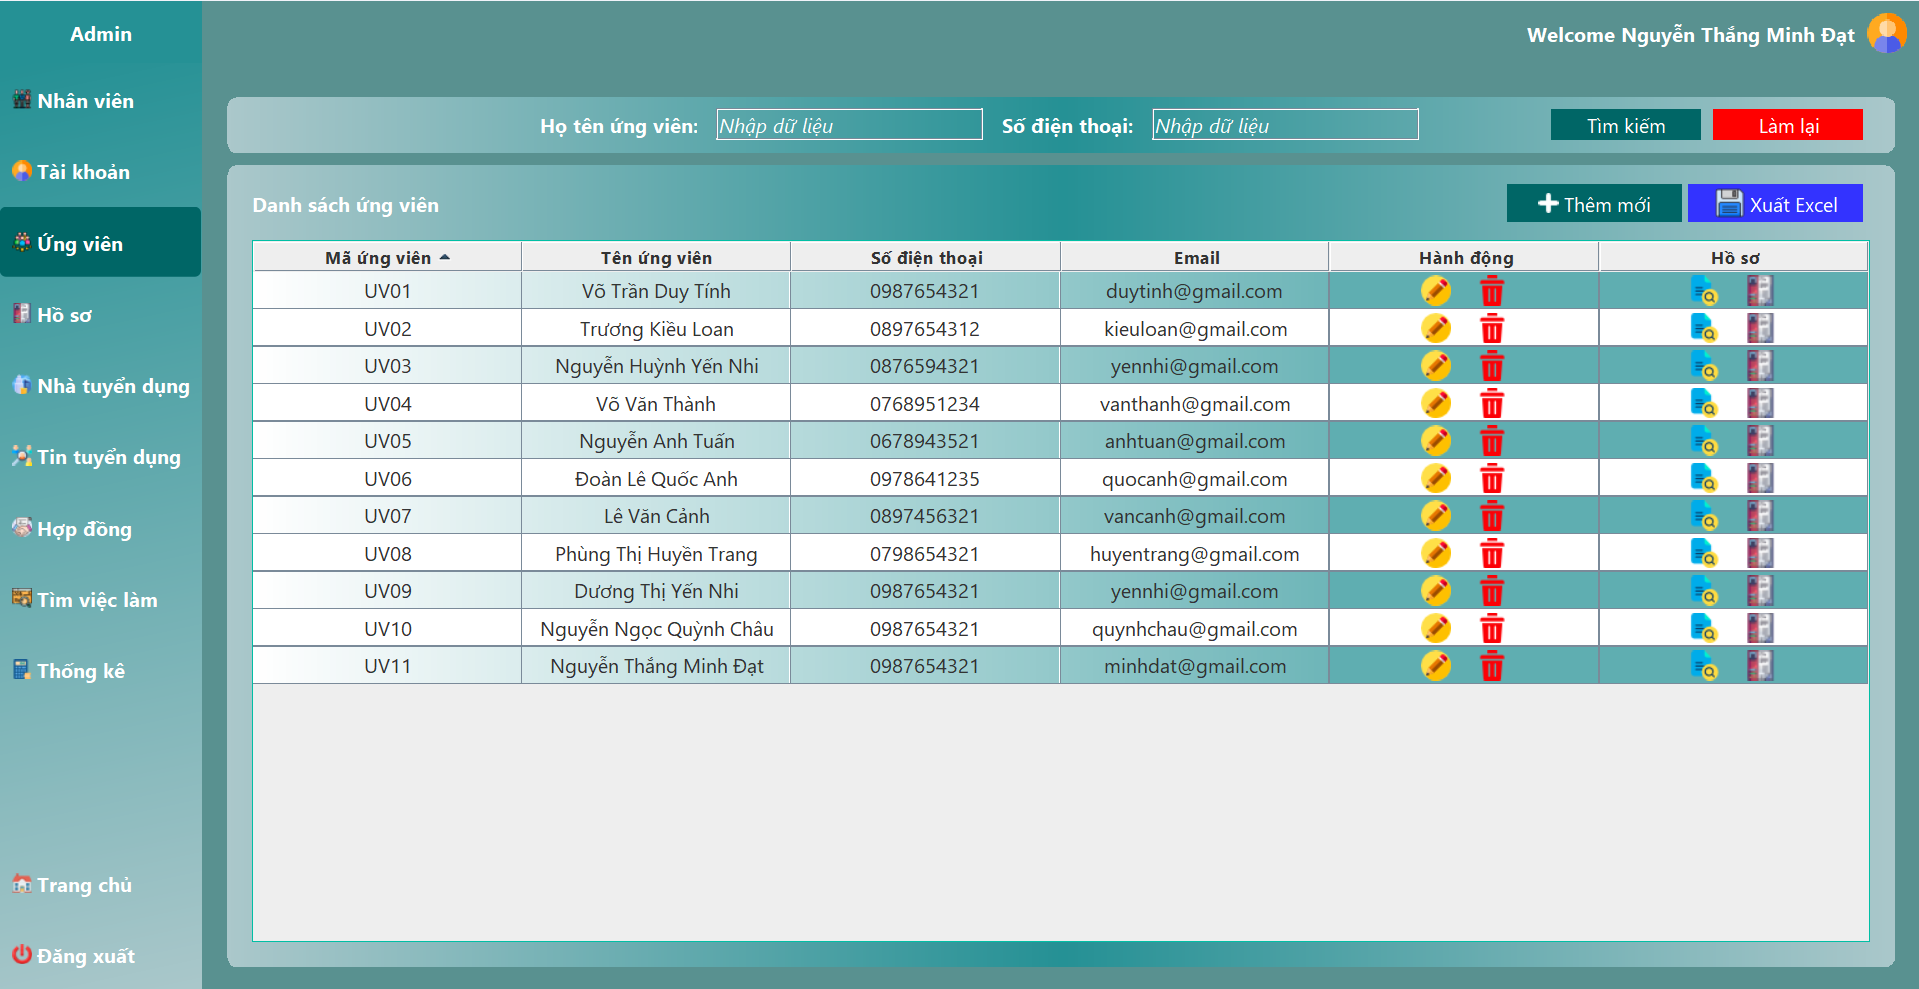 Admin
Welcome Nguyễn Thắng Minh Đạt
Nhân viên
Tài khoản
Ứng viên
Hồ sơ
Nhà tuyển dụng
Tin tuyển dụng
Hợp đồng
Tìm việc làm
Thống kê
Trang chủ
Đăng xuất
Họ tên ứng viên: Nhập dữ liệu Số điện thoại: Nhập dữ liệu Tìm kiếm Làm lại
Danh sách ứng viên Thêm mới Xuất Excel
Mã ứng viên Tên ứng viên Số điện thoại Email Hành động Hồ sơ
UV01 Võ Trần Duy Tính 0987654321 duytinh@gmail.com
UV02 Trương Kiều Loan 0897654312 kieuloan@gmail.com
UV03 Nguyễn Huỳnh Yến Nhi 0876594321 yennhi@gmail.com
UV04 Võ Văn Thành 0768951234 vanthanh@gmail.com
UV05 Nguyễn Anh Tuấn 0678943521 anhtuan@gmail.com
UV06 Đoàn Lê Quốc Anh 0978641235 quocanh@gmail.com
UV07 Lê Văn Cảnh 0897456321 vancanh@gmail.com
UV08 Phùng Thị Huyền Trang 0798654321 huyentrang@gmail.com
UV09 Dương Thị Yến Nhi 0987654321 yennhi@gmail.com
UV10 Nguyễn Ngọc Quỳnh Châu 0987654321 quynhchau@gmail.com
UV11 Nguyễn Thắng Minh Đạt 0987654321 minhdat@gmail.com